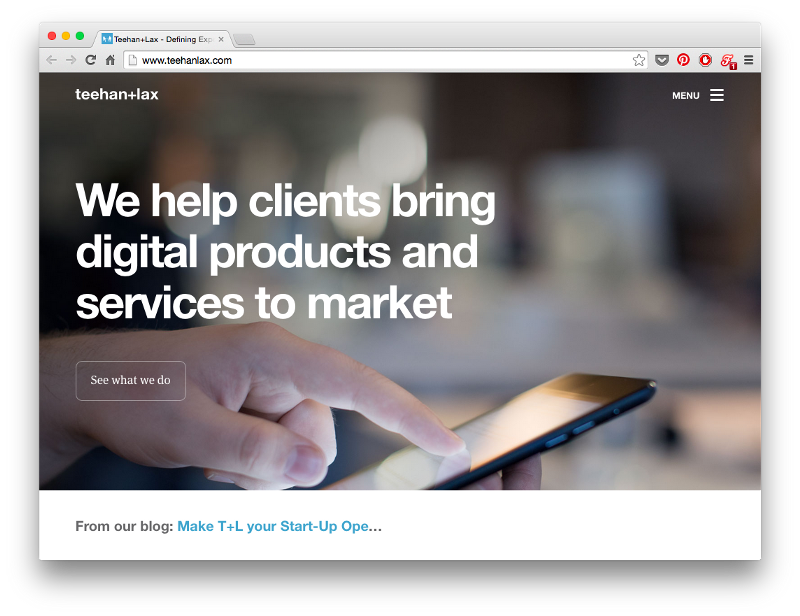 Teehan+Lax - Defining Exp
www.teehanlax.com
1
teehan+lax
MENU
We help clients bring
digital products and
services to market
See what we do
From our blog: Make T+L your Start-Up Ope...